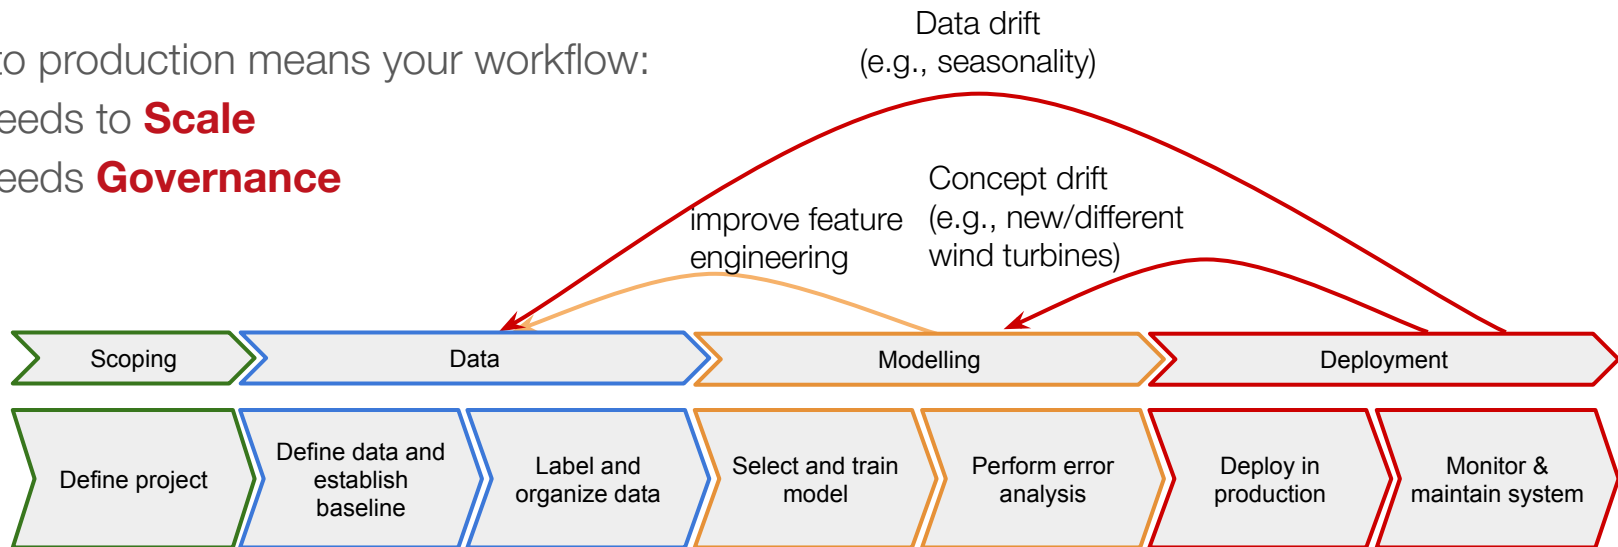 to production means your workflow:
eeds to Scale
eeds Governance
Data drift
(e.g., seasonality)
Concept drift
(e.g., new/different
wind turbines)
improve feature
engineering
Scoping
Data
Modelling
Deployment
Define project
Define data and
establish
baseline
Label and
organize data
Select and train
model
Perform error
analysis
Deploy in
production
Monitor &
maintain system